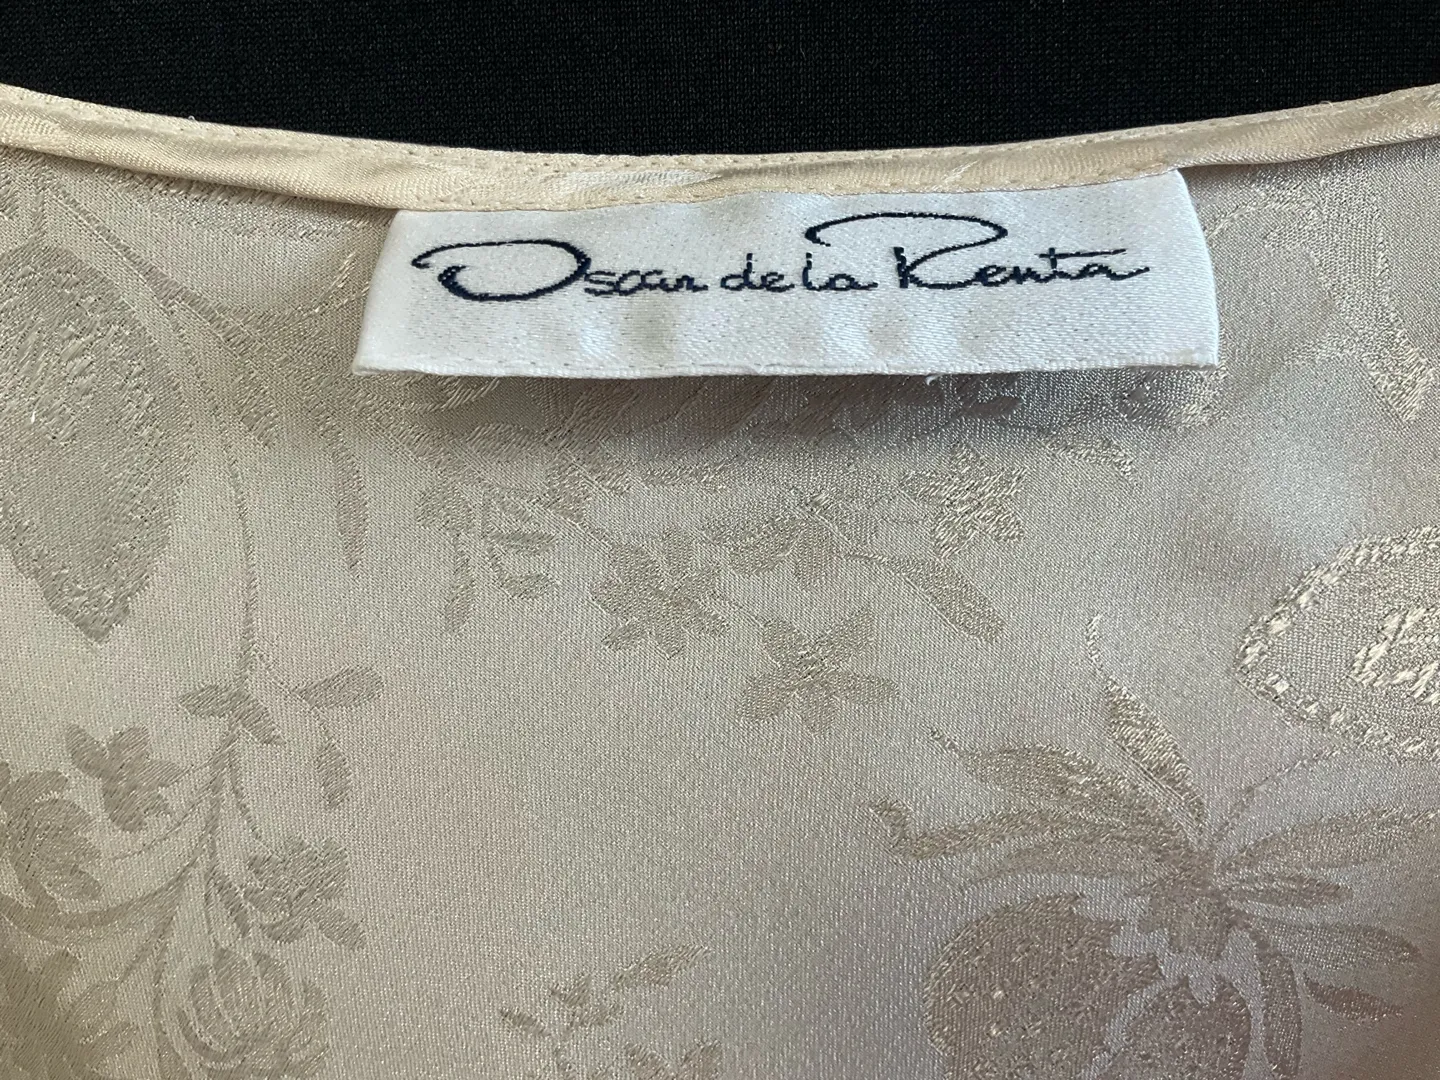 Oscar de la Renta